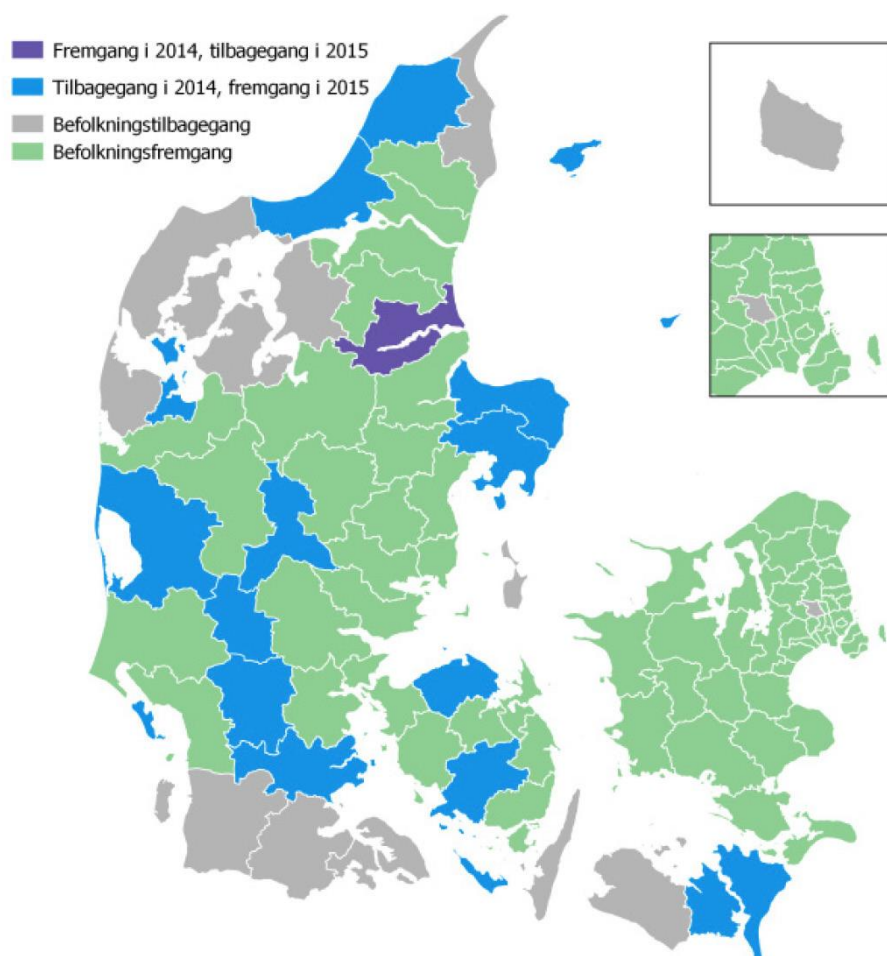 Fremgang i 2014, tilbagegang i 2015
Tilbagegang i 2014, fremgang i 2015
Befolkningstilbagegang
Befolkningsfremgang